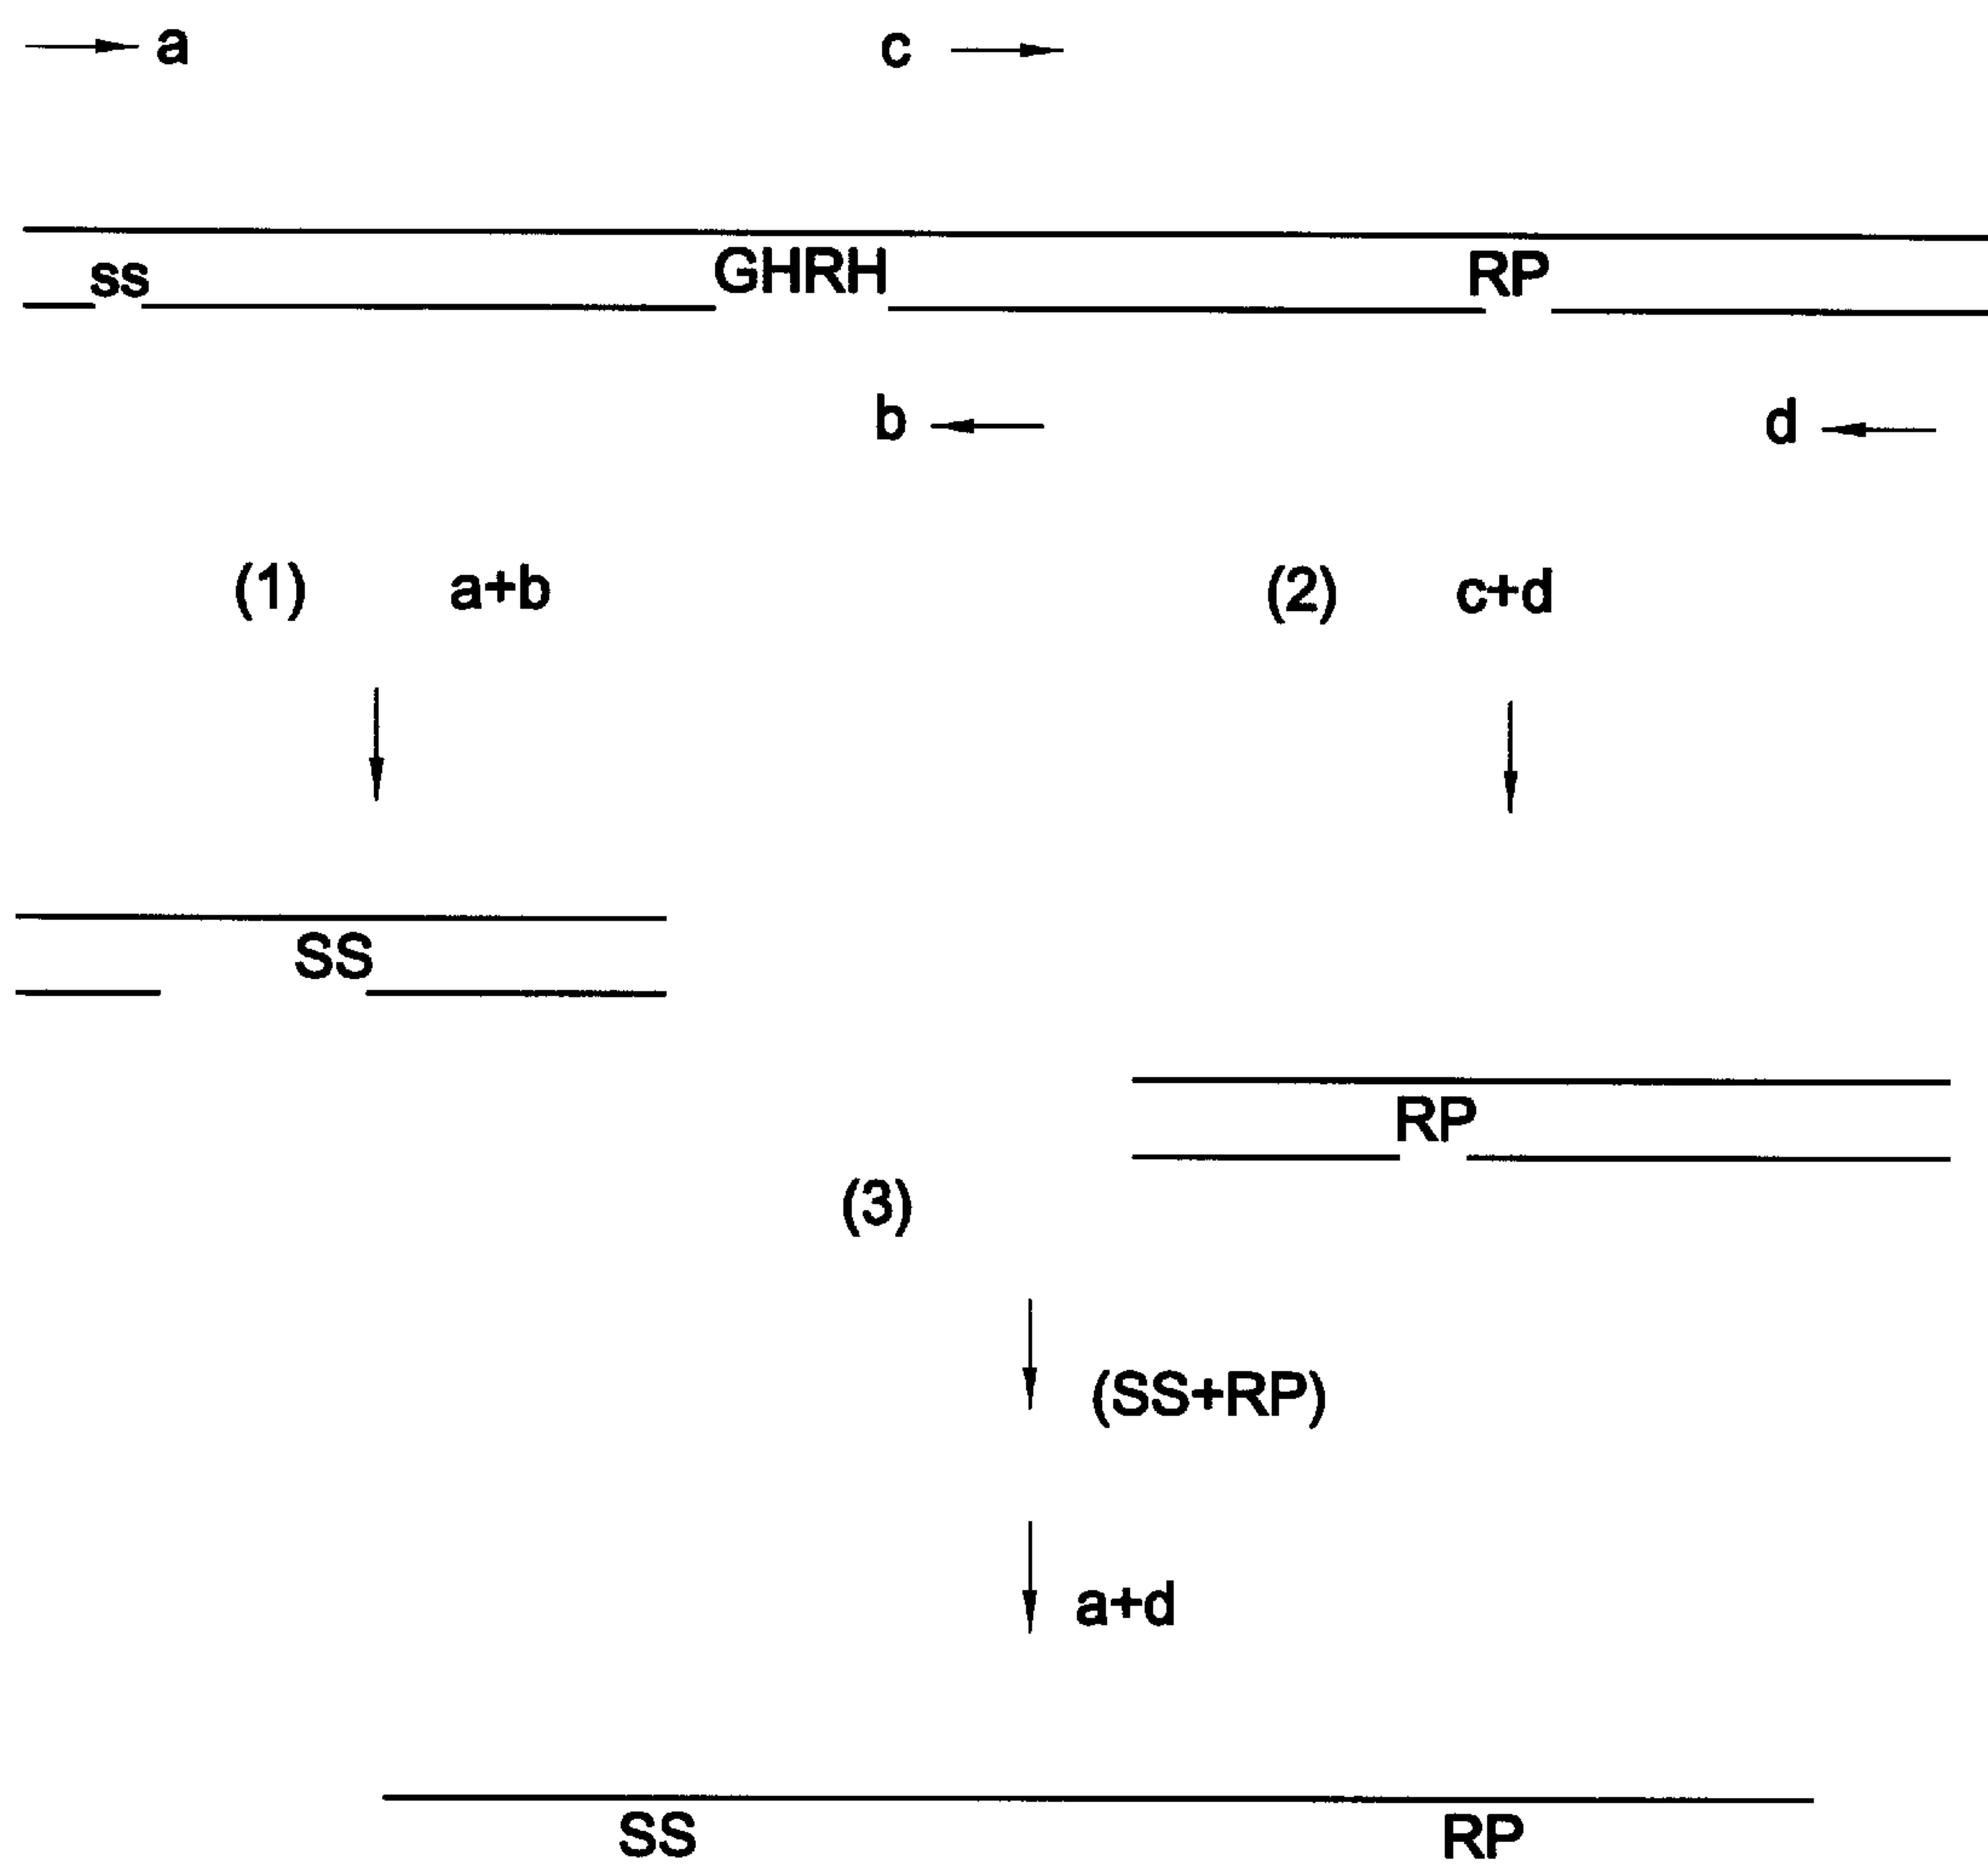 a c
ss GHRH RP
b d
(1) a+b (2) c+d
SS
RP
(3)
(SS+RP)
a+d
SS RP